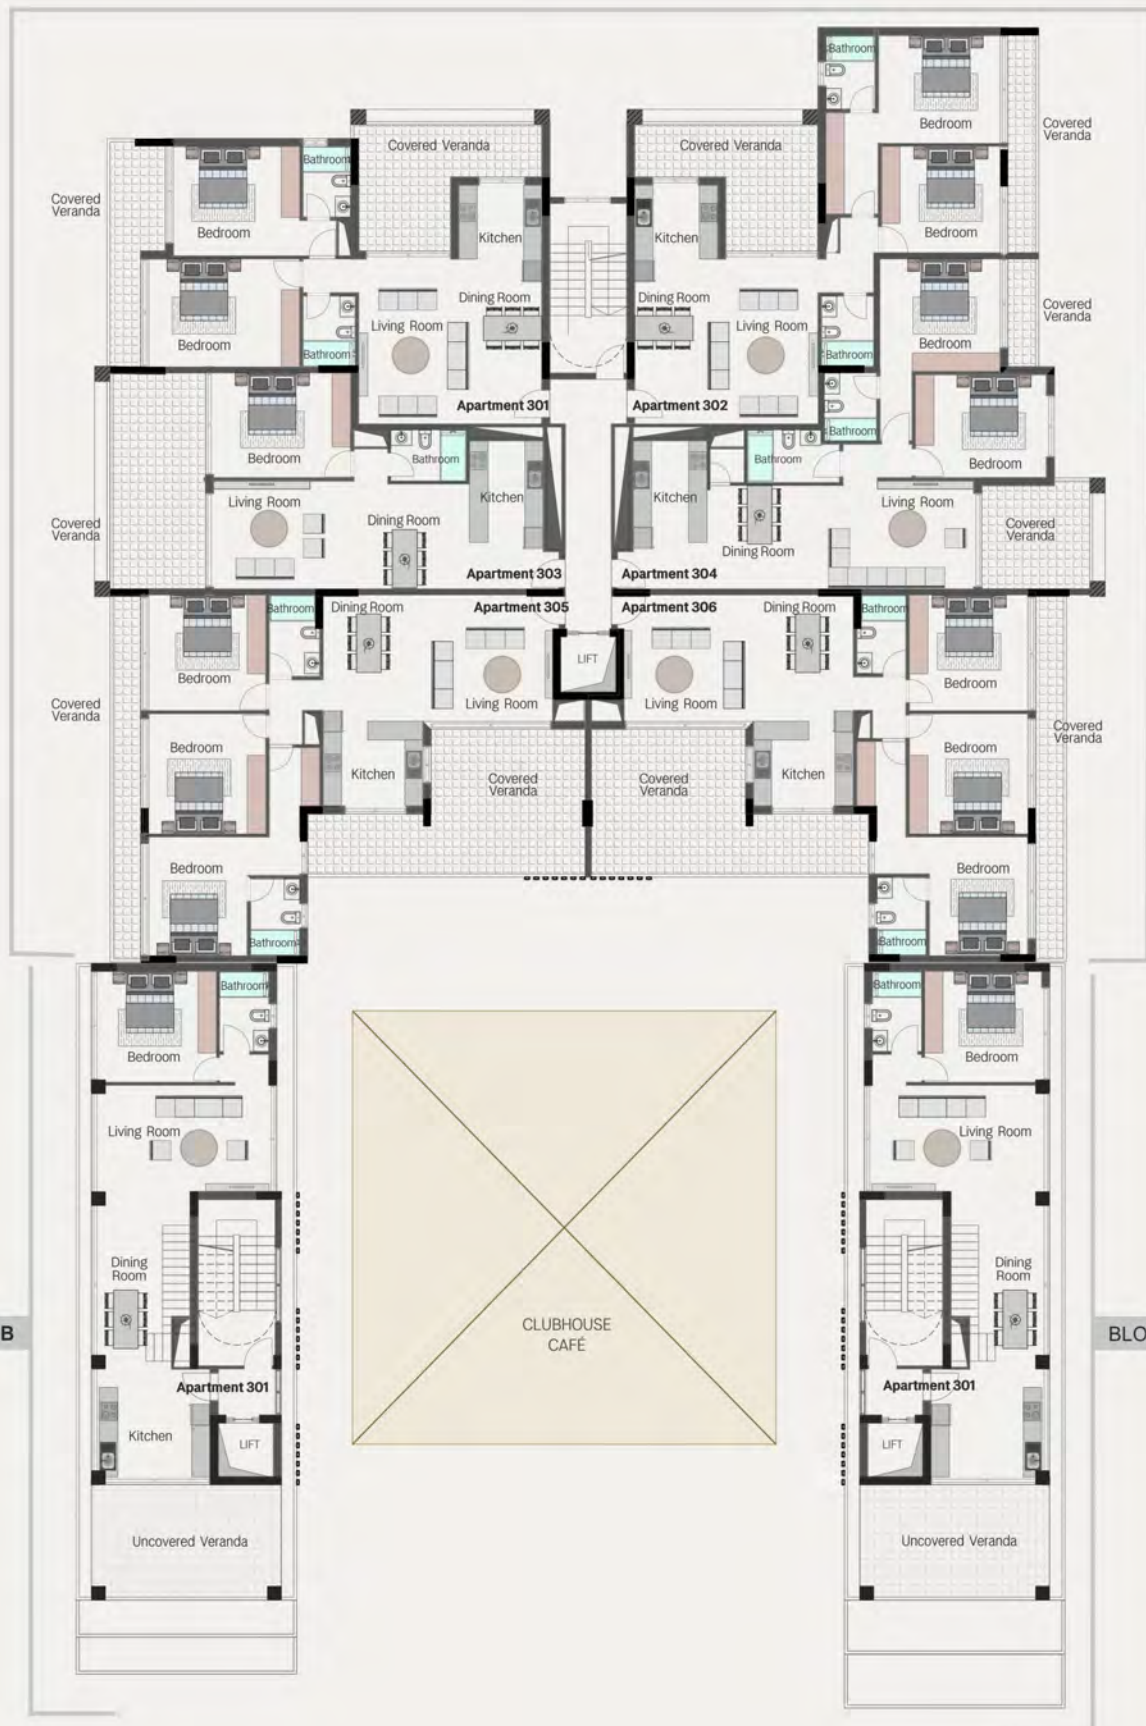 Bathroom
Bedroom
Covered
Veranda
Covered Veranda
Covered Veranda
Bathroom
Bedroom
Covered
Veranda
Bedroom
Kitchen
Kitchen
Bedroom
Bathroom
Dining Room
Living Room
Dining Room
Living Room
Bathroom
Bedroom
Covered
Veranda
Apartment 301
Apartment 302
Bedroom
Bathroom
Bathroom
Bathroom
Bedroom
Living Room
Dining Room
Kitchen
Kitchen
Dining Room
Living Room
Covered
Veranda
Covered
Veranda
Apartment 303
Apartment 304
Bathroom
Dining Room
Apartment 305
Apartment 306
Dining Room
Bathroom
Bedroom
Living Room
LIFT
Living Room
Bedroom
Covered
Veranda
Covered
Veranda
Bedroom
Kitchen
Covered
Veranda
Covered
Veranda
Kitchen
Bedroom
Bedroom
Bathroom
Bedroom
Bathroom
Bathroom
Bedroom
Bathroom
Bedroom
Living Room
Living Room
Dining
Room
Dining
Room
CLUBHOUSE
CAFÉ
B
BLO
Apartment 301
Apartment 301
Kitchen
LIFT
LIFT
Uncovered Veranda
Uncovered Veranda